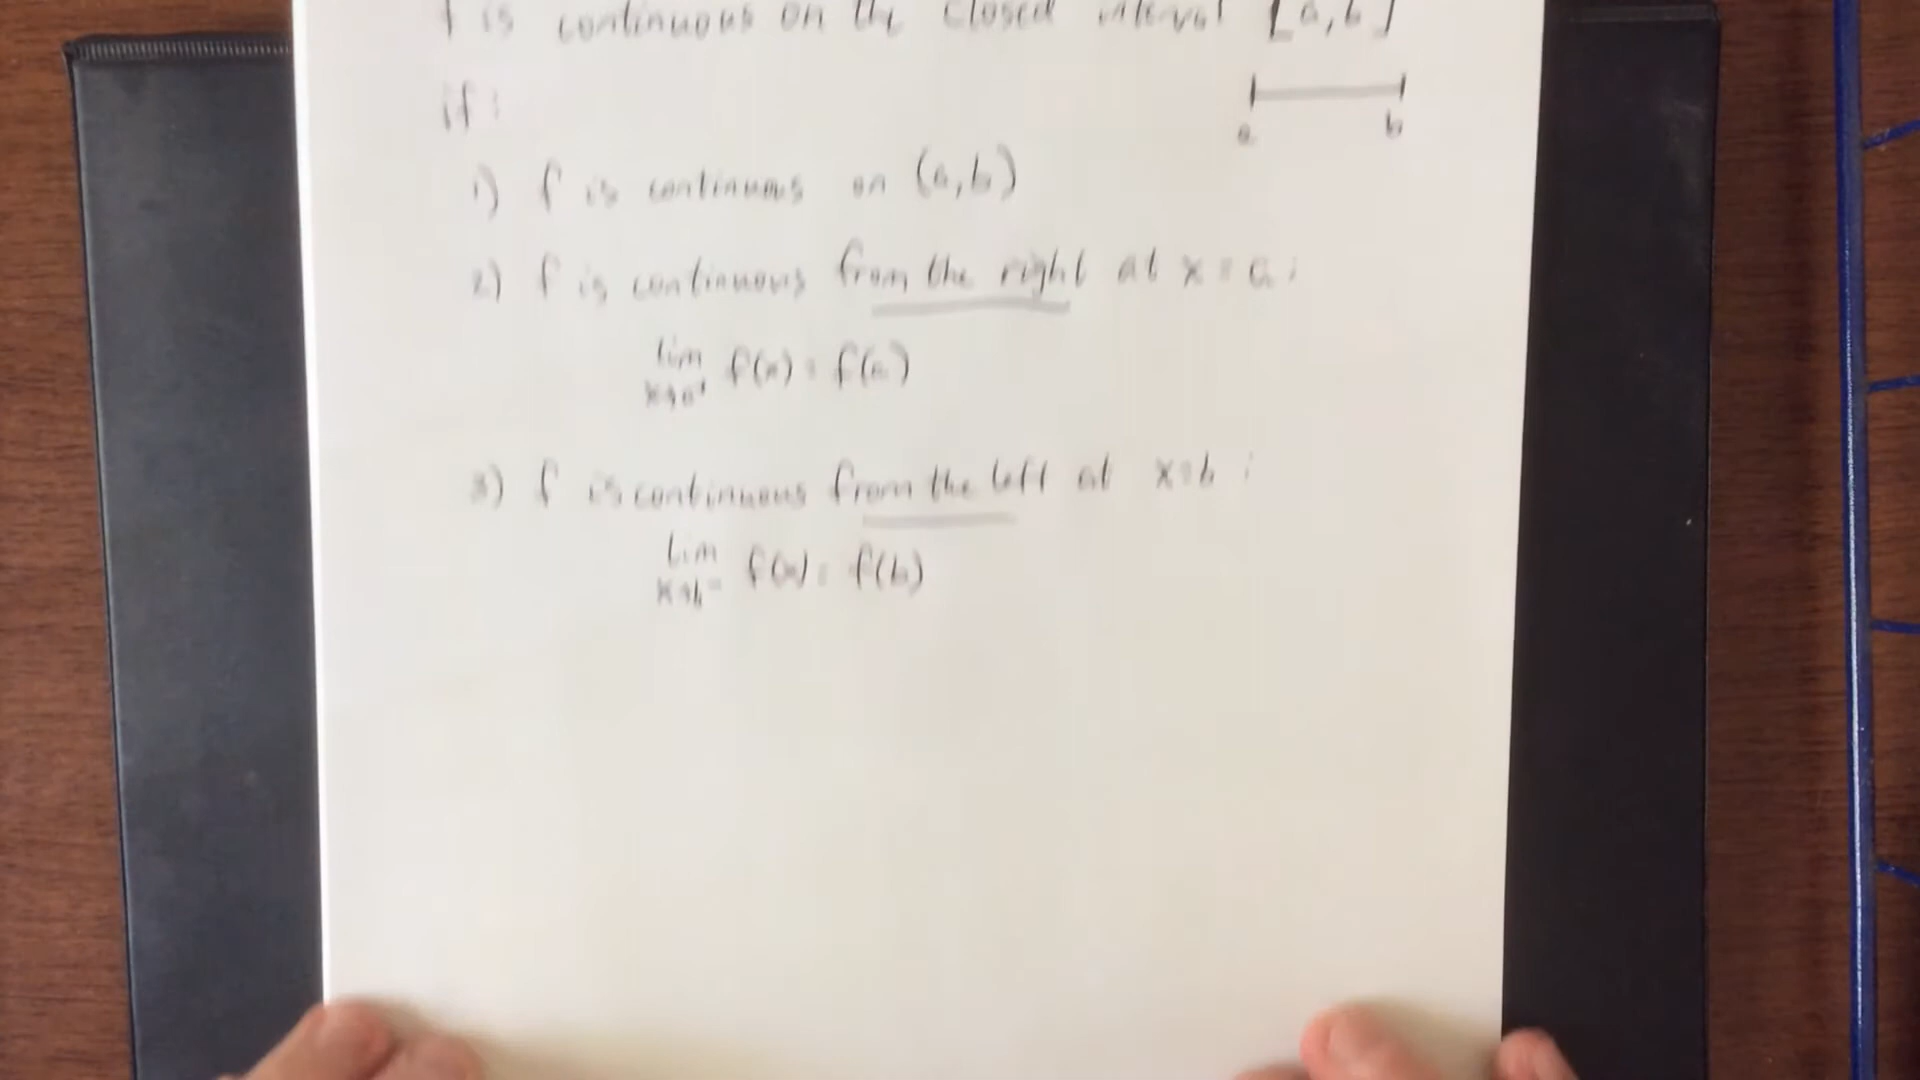 f is continuous on the closed interval [a,b]
if:
a b
1) f is continuous on (a,b)
2) f is continuous from the right at x = a:
lim f(x) = f(a)
x→a⁺
3) f is continuous from the left at x=b:
lim f(x) = f(b)
x→b⁻